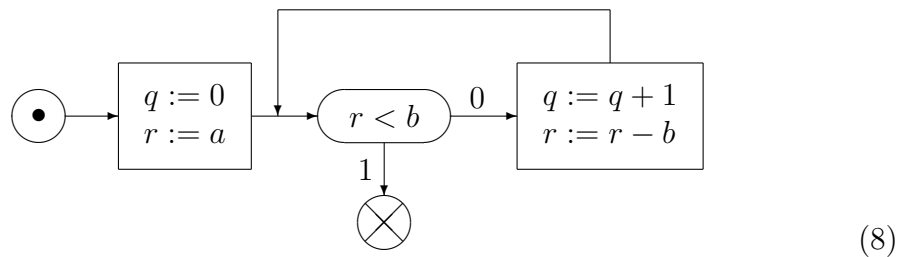 q := 0
r := a
r < b
0
q := q + 1
r := r − b
1
(8)